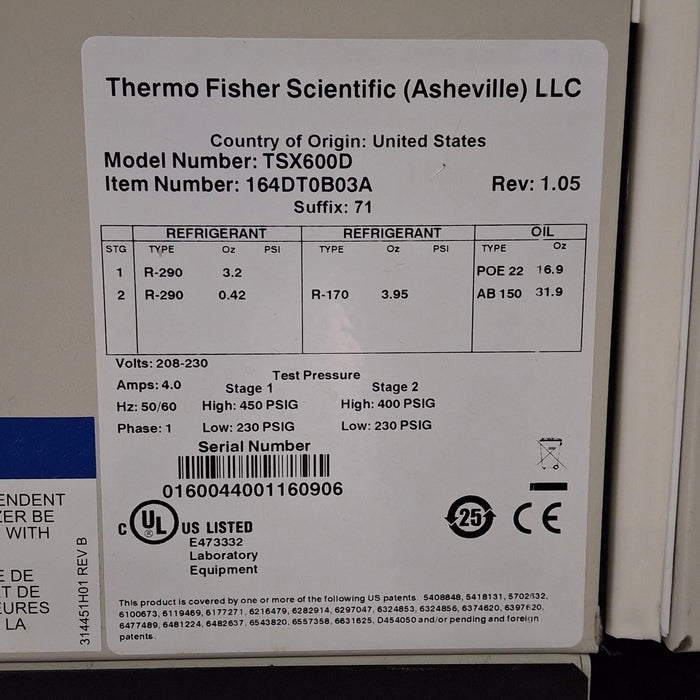 Thermo Fisher Scientific (Asheville) LLC
Country of Origin: United States
Model Number: TSX600D
Item Number: 164DT0B03A Rev: 1.05
Suffix: 71
REFRIGERANT REFRIGERANT OIL
STG TYPE Oz PSI TYPE Oz PSI TYPE Oz
1 R-290 3.2 POE 22 16.9
2 R-290 0.42 R-170 3.95 AB 150 31.9
Volts: 208-230
Test Pressure
Amps: 4.0 Stage 1 Stage 2
Hz: 50/60 High: 450 PSIG High: 400 PSIG
Phase: 1 Low: 230 PSIG Low: 230 PSIG
Serial Number
0160044001160906
C UL ® US LISTED
E473332
Laboratory
Equipment
25 CE
This product is covered by one or more of the following US patents: 5408848, 5418131, 5702632,
6100673, 6119469, 6177271, 6216479, 6282914, 6297047, 6324853, 6324856, 6374620, 6397620,
6477489, 6481224, 6482637, 6543820, 6557358, 6631625, D454050 and/or pending and foreign
patents.
ENDENT
ZER BE
WITH
E DE
T DE
EURES
LA
314451H01 REV B